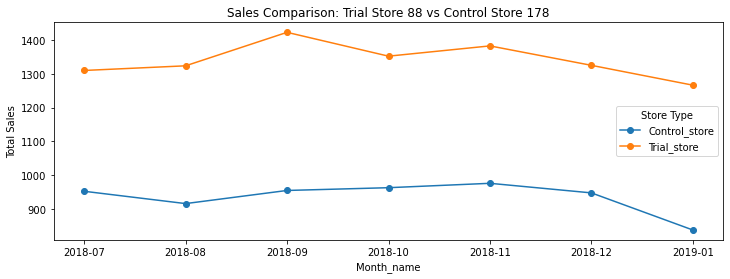 Sales Comparison: Trial Store 88 vs Control Store 178
Total Sales
1400
1300
1200
1100
1000
900
Store Type
Control_store
Trial_store
2018-07 2018-08 2018-09 2018-10 2018-11 2018-12 2019-01
Month_name